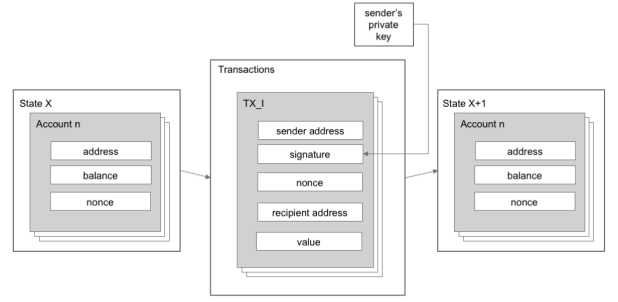 sender's
private
key
Transactions
State X
Account n
address
balance
nonce
TX_I
sender address
signature
nonce
recipient address
value
State X+1
Account n
address
balance
nonce